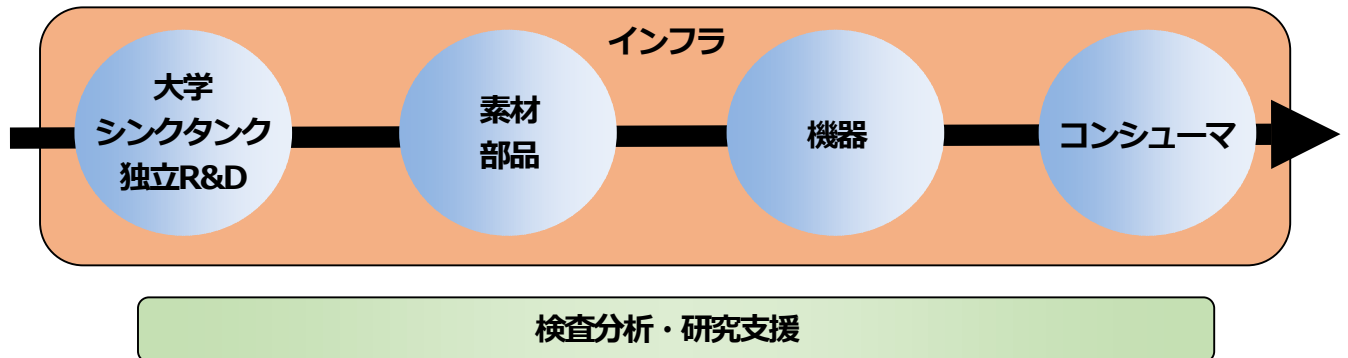 インフラ
大学
シンクタンク
独立R&D
素材
部品
機器
コンシューマ
検査分析・研究支援